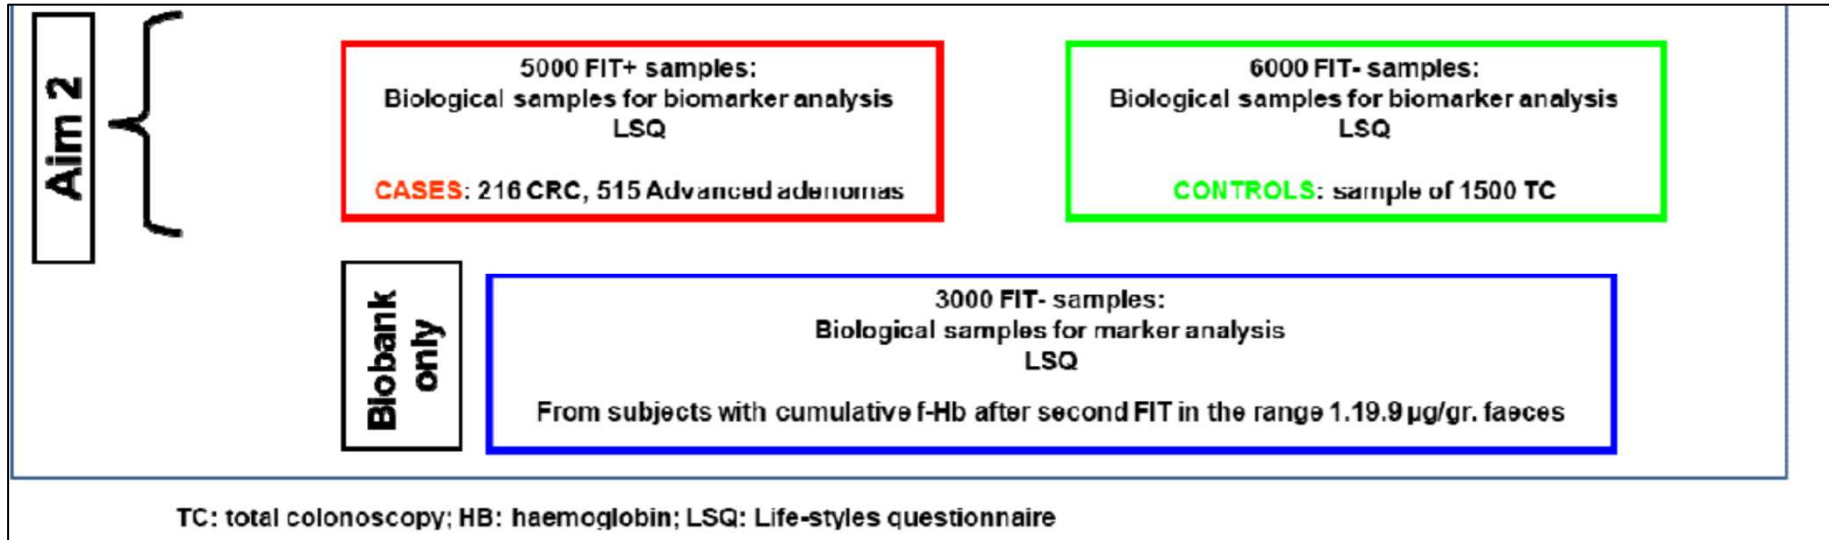 Aim 2
5000 FIT+ samples:
Biological samples for biomarker analysis
LSQ
CASES: 216 CRC, 515 Advanced adenomas
6000 FIT- samples:
Biological samples for biomarker analysis
LSQ
CONTROLS: sample of 1500 TC
Biobank
only
3000 FIT- samples:
Biological samples for marker analysis
LSQ
From subjects with cumulative f-Hb after second FIT in the range 1.19.9 µg/gr. faeces
TC: total colonoscopy; HB: haemoglobin; LSQ: Life-styles questionnaire